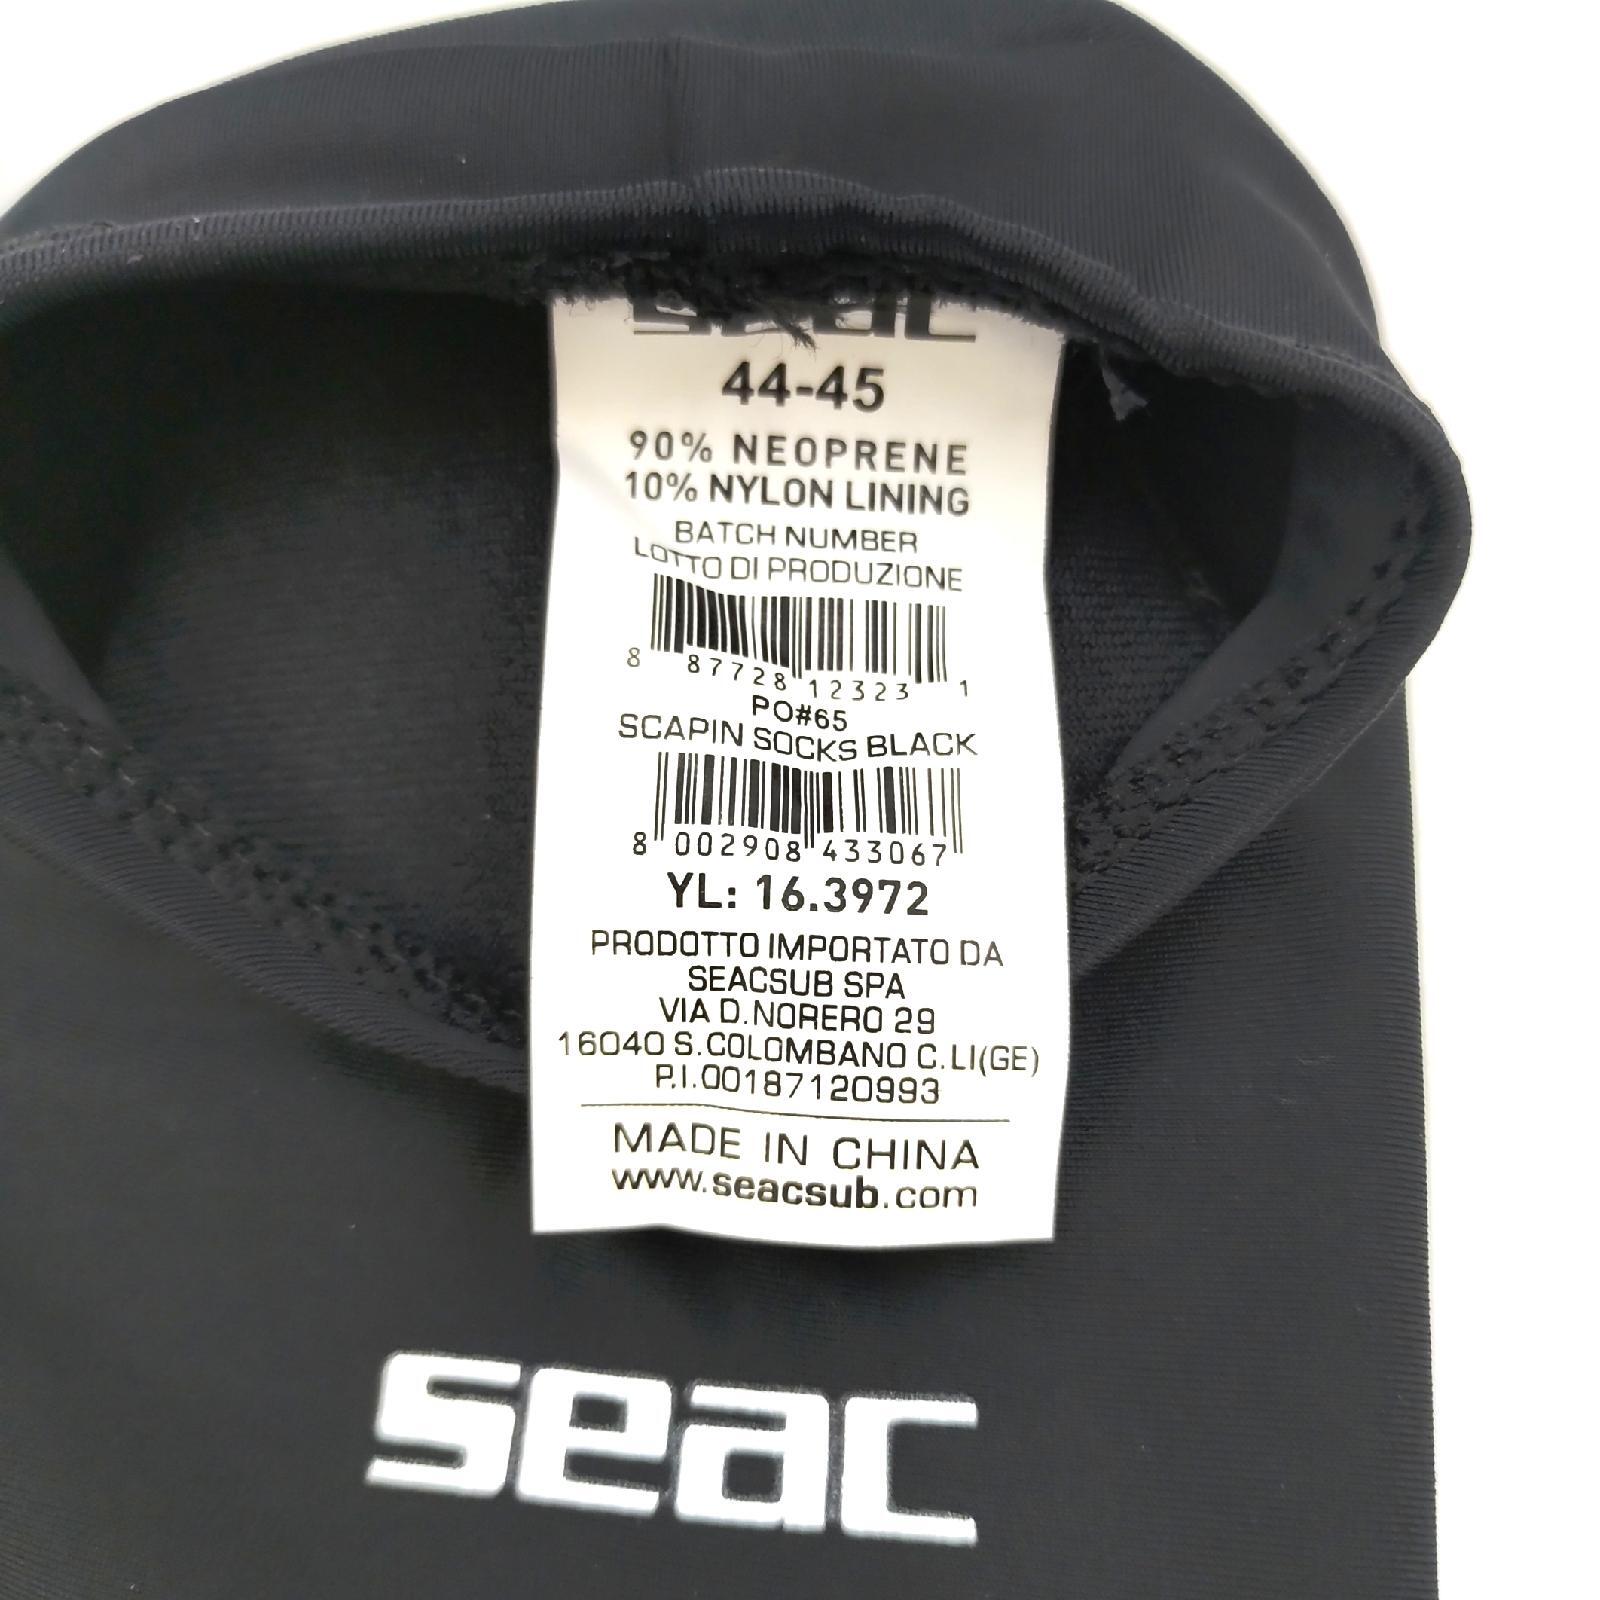 seac
44-45
90% NEOPRENE
10% NYLON LINING
BATCH NUMBER
LOTTO DI PRODUZIONE
8 87728 12323 1
PO#65
SCAPIN SOCKS BLACK
8 002908 433067
YL: 16.3972
PRODOTTO IMPORTATO DA
SEACSUB SPA
VIA D.NORERO 29
16040 S.COLOMBANO C.LI(GE)
P.I.00187120993
MADE IN CHINA
www.seacsub.com
seac